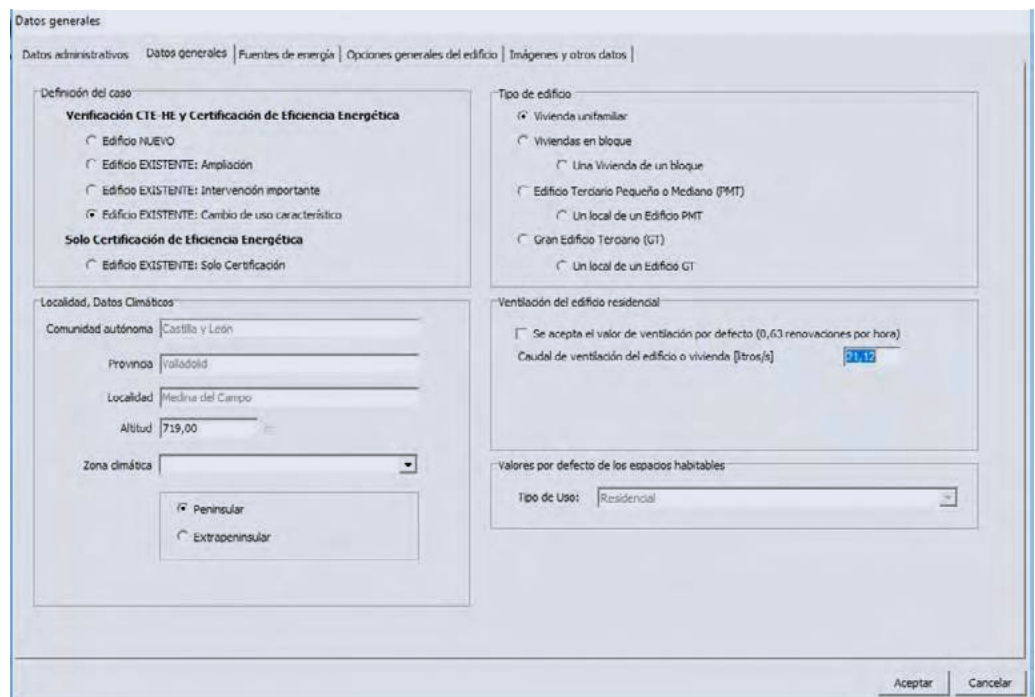 Datos generales
Datos administrativos Datos generales Fuentes de energía Opciones generales del edificio Imágenes y otros datos
Definición del caso
Verificación CTE-HE y Certificación de Eficiencia Energética
Edificio NUEVO
Edificio EXISTENTE: Ampliación
Edificio EXISTENTE: Intervención importante
Edificio EXISTENTE: Cambio de uso característico
Solo Certificación de Eficiencia Energética
Edificio EXISTENTE: Solo Certificación
Tipo de edificio
Vivienda unifamiliar
Viviendas en bloque
Una Vivienda de un bloque
Edificio Terciario Pequeño o Mediano (PMT)
Un local de un Edificio PMT
Gran Edificio Terciario (GT)
Un local de un Edificio GT
Localidad, Datos Climáticos
Comunidad autónoma Castilla y León
Provincia Valladolid
Localidad Medina del Campo
Altitud 719,00 m
Zona climática
Peninsular
Extrapeninsular
Ventilación del edificio residencial
Se acepta el valor de ventilación por defecto (0,63 renovaciones por hora)
Caudal de ventilación del edificio o vivienda [litros/s] 21,12
Valores por defecto de los espacios habitables
Tipo de Uso: Residencial
Aceptar Cancelar